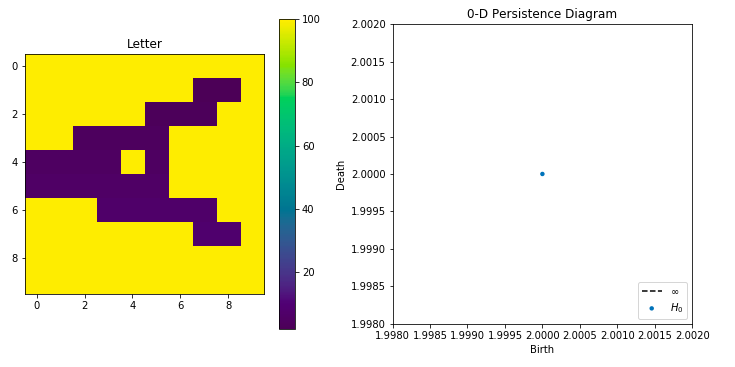 Letter
0
2
4
6
8
0 2 4 6 8
100
80
60
40
20
0-D Persistence Diagram
Death
2.0020
2.0015
2.0010
2.0005
2.0000
1.9995
1.9990
1.9985
1.9980
∞
H₀
1.9980 1.9985 1.9990 1.9995 2.0000 2.0005 2.0010 2.0015 2.0020
Birth